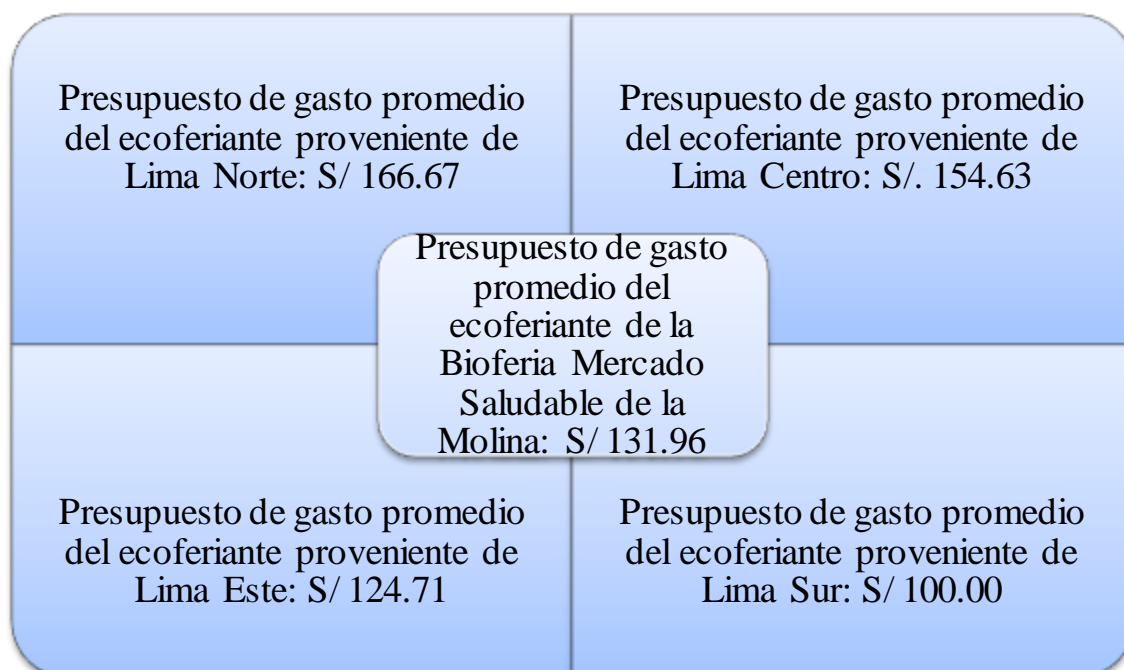 Presupuesto de gasto promedio
del ecoferiante proveniente de
Lima Norte: S/ 166.67
Presupuesto de gasto promedio
del ecoferiante proveniente de
Lima Centro: S/. 154.63
Presupuesto de gasto
promedio del
ecoferiante de la
Bioferia Mercado
Saludable de la
Molina: S/ 131.96
Presupuesto de gasto promedio
del ecoferiante proveniente de
Lima Este: S/ 124.71
Presupuesto de gasto promedio
del ecoferiante proveniente de
Lima Sur: S/ 100.00